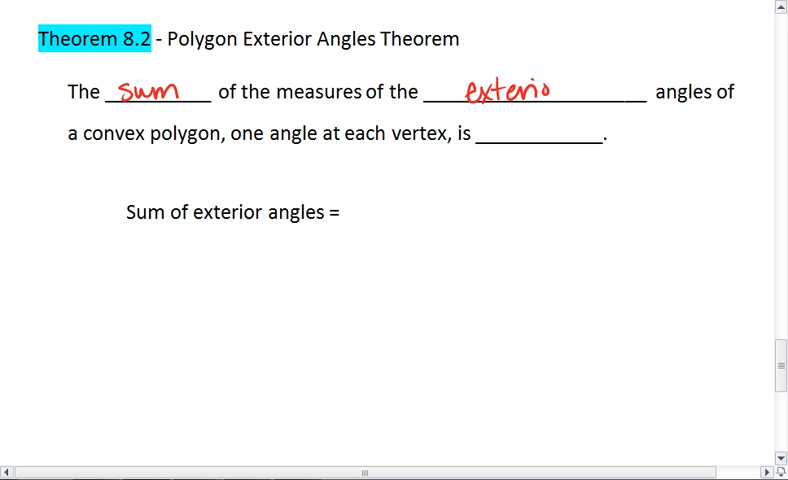 Theorem 8.2 - Polygon Exterior Angles Theorem
The sum of the measures of the exterio angles of
a convex polygon, one angle at each vertex, is ____________.
Sum of exterior angles =